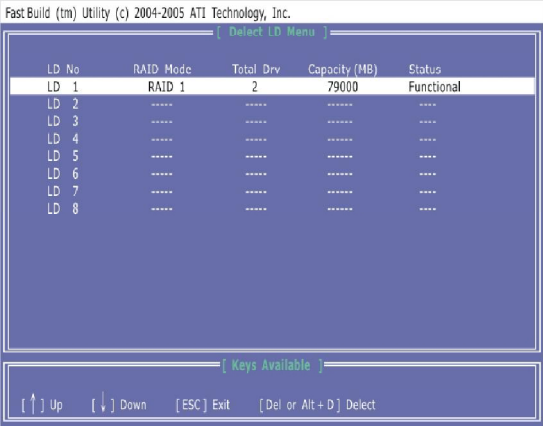 Fast Build (tm) Utility (c) 2004-2005 ATI Technology, Inc.
[ Delect LD Menu ]
LD No RAID Mode Total Drv Capacity (MB) Status
LD 1 RAID 1 2 79000 Functional
LD 2 ----- ----- ------ ----
LD 3 ----- ----- ------ ----
LD 4 ----- ----- ------ ----
LD 5 ----- ----- ------ ----
LD 6 ----- ----- ------ ----
LD 7 ----- ----- ------ ----
LD 8 ----- ----- ------ ----
[ Keys Available ]
[ ↑ ] Up [ ↓ ] Down [ESC] Exit [Del or Alt+D] Delect